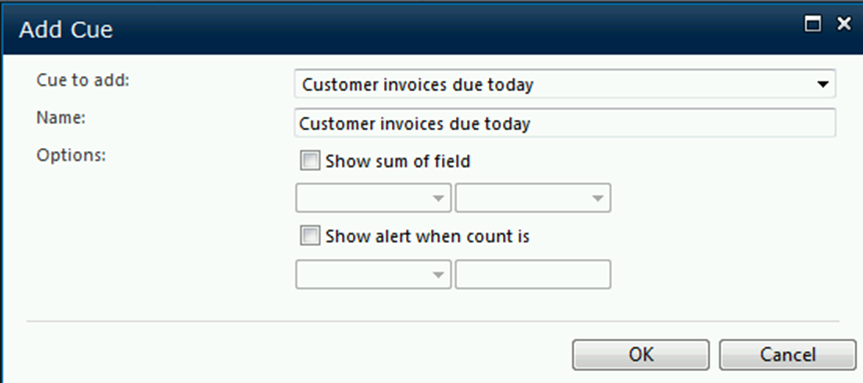 Add Cue
Cue to add: Customer invoices due today
Name: Customer invoices due today
Options: Show sum of field
Show alert when count is
OK Cancel